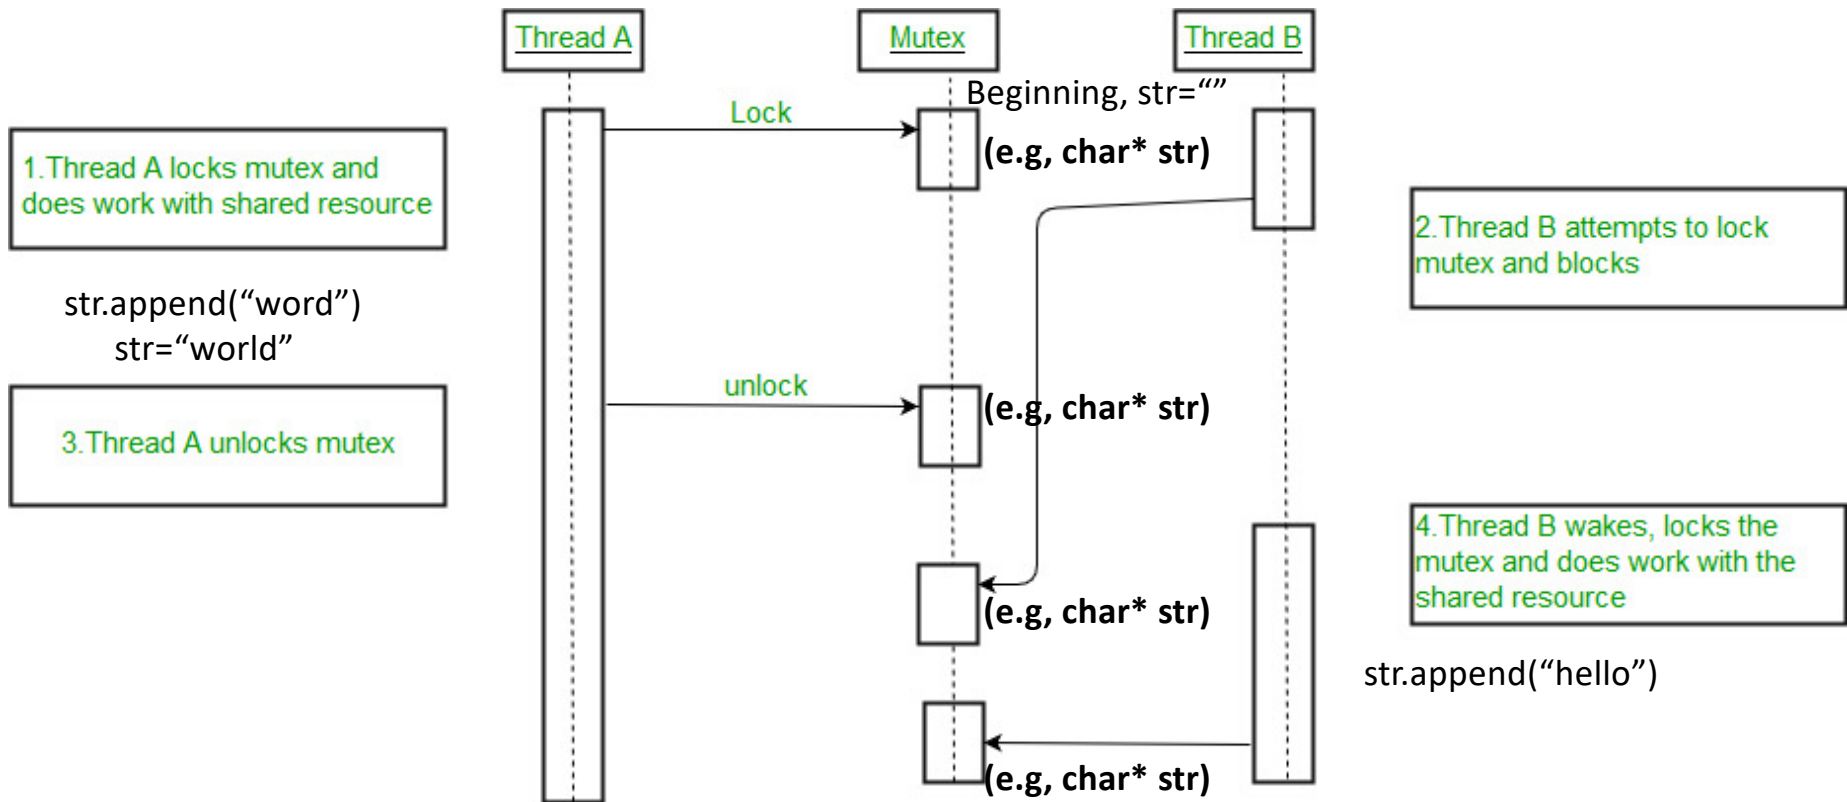 Thread A
Mutex
Thread B
Beginning, str=“”
Lock
(e.g, char* str)
1.Thread A locks mutex and
does work with shared resource
2.Thread B attempts to lock
mutex and blocks
str.append(“word”)
str=“world”
unlock
(e.g, char* str)
3.Thread A unlocks mutex
4.Thread B wakes, locks the
mutex and does work with the
shared resource
(e.g, char* str)
str.append(“hello”)
(e.g, char* str)